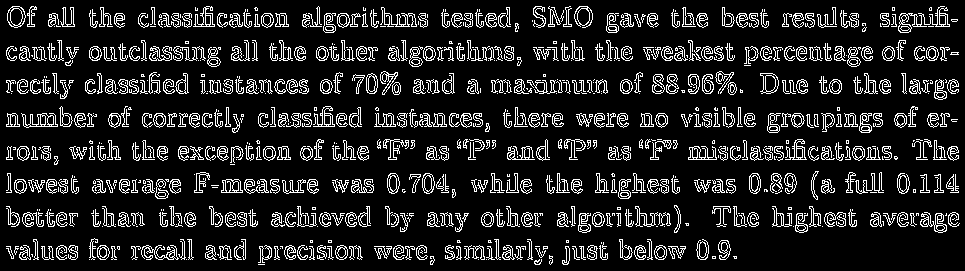 Of all the classification algorithms tested, SMO gave the best results, signifi-
cantly outclassing all the other algorithms, with the weakest percentage of cor-
rectly classified instances of 70% and a maximum of 88.96%. Due to the large
number of correctly classified instances, there were no visible groupings of er-
rors, with the exception of the “F” as “P” and “P” as “F” misclassifications. The
lowest average F-measure was 0.704, while the highest was 0.89 (a full 0.114
better than the best achieved by any other algorithm). The highest average
values for recall and precision were, similarly, just below 0.9.